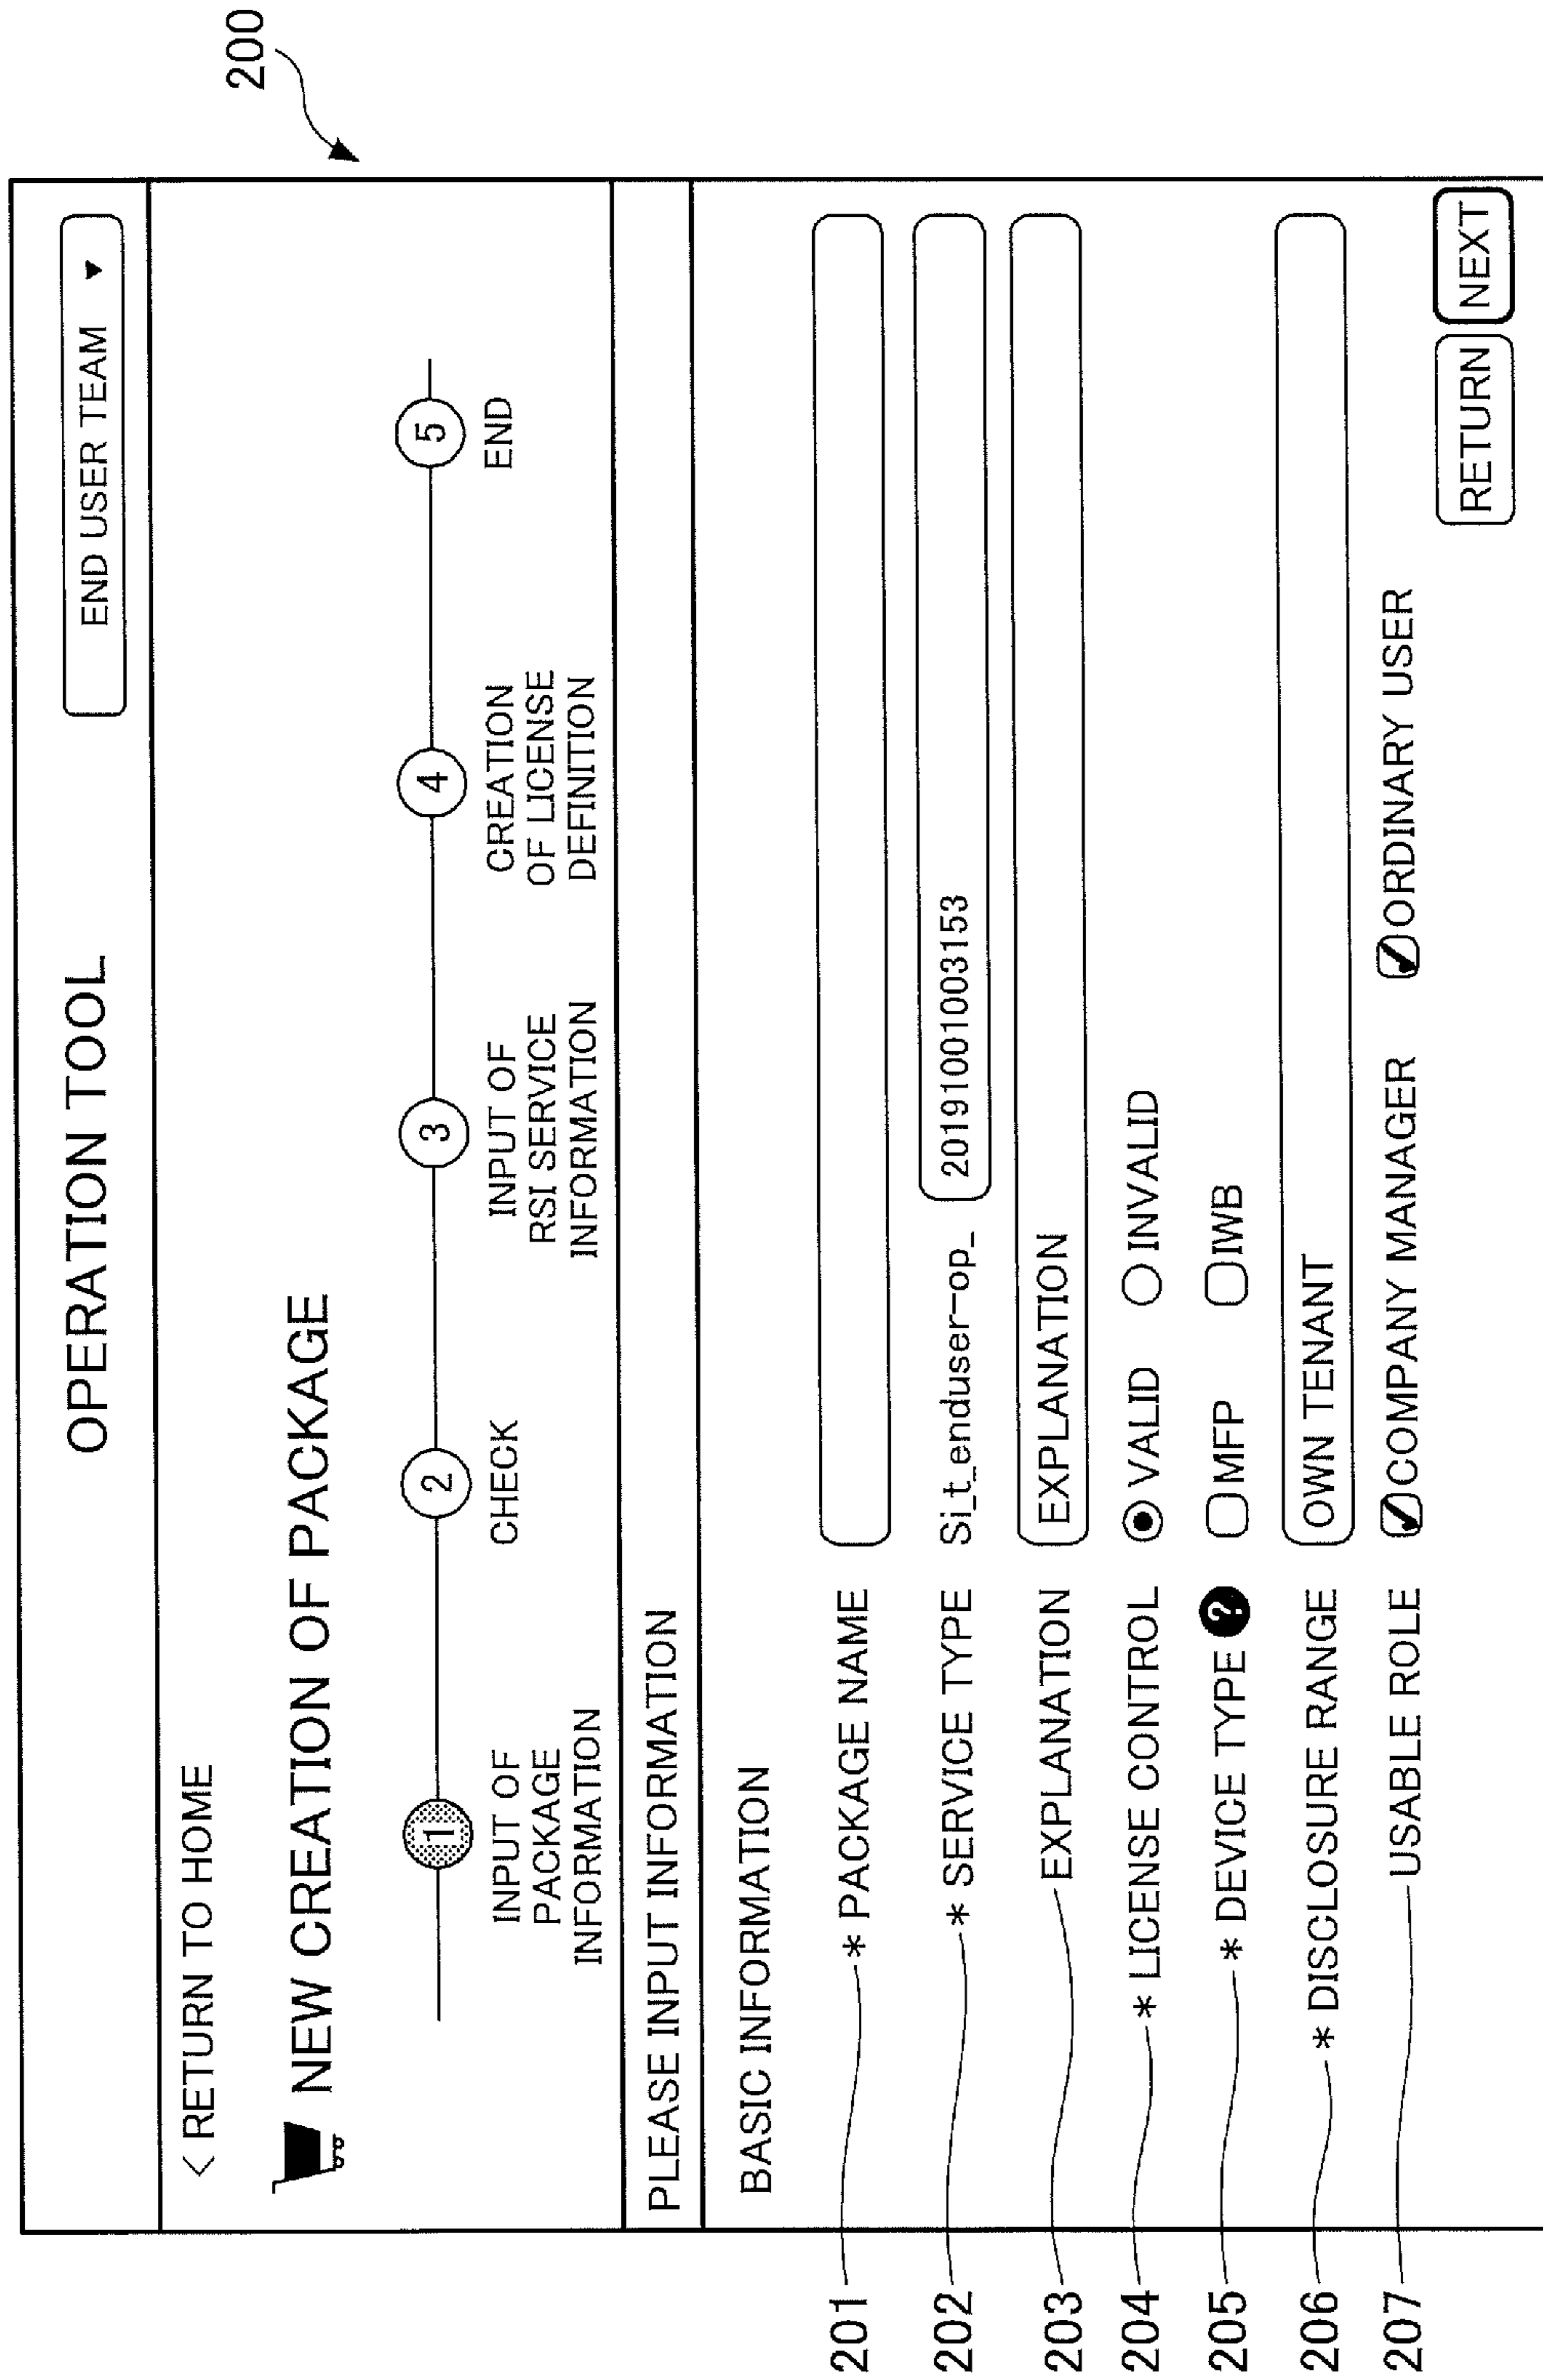 200
OPERATION TOOL
END USER TEAM ▼
< RETURN TO HOME
NEW CREATION OF PACKAGE
1 2 3 4 5
INPUT OF PACKAGE INFORMATION
CHECK
INPUT OF RSI SERVICE INFORMATION
CREATION OF LICENSE DEFINITION
END
PLEASE INPUT INFORMATION
BASIC INFORMATION
201 * PACKAGE NAME
202 * SERVICE TYPE Si_t_enduser-op_ 20191001003153
203 EXPLANATION EXPLANATION
204 * LICENSE CONTROL VALID INVALID
205 * DEVICE TYPE ? MFP IWB
206 * DISCLOSURE RANGE OWN TENANT
207 USABLE ROLE COMPANY MANAGER ORDINARY USER
RETURN NEXT